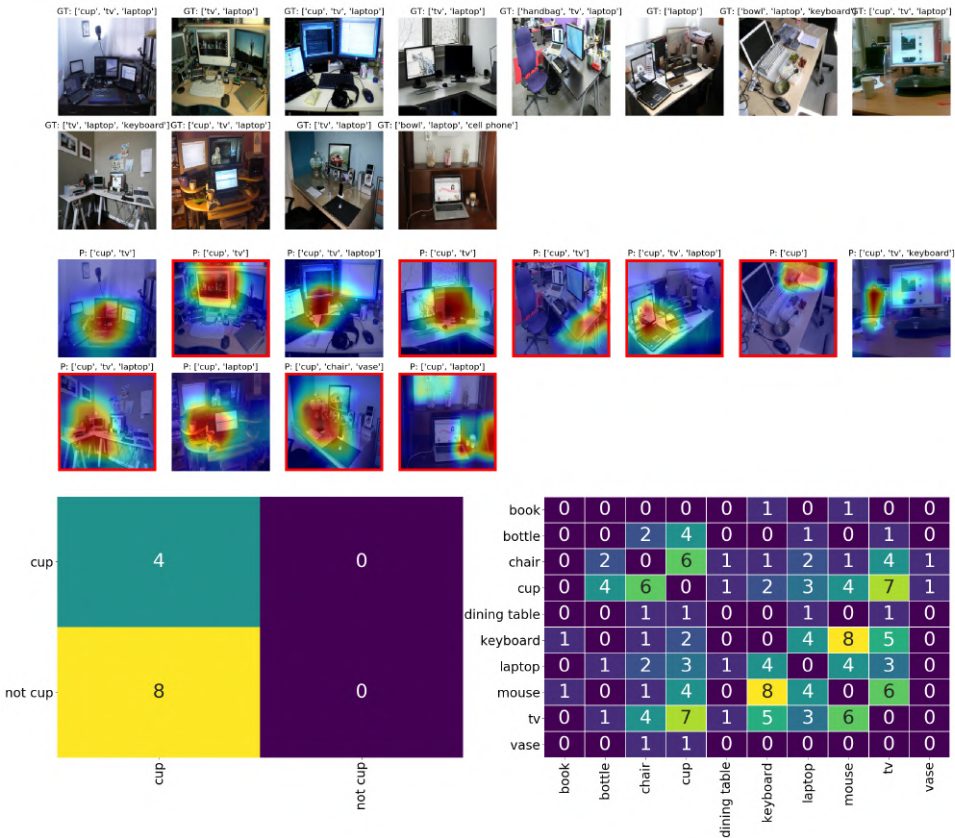 GT: ['cup', 'tv', 'laptop'] GT: ['tv', 'laptop'] GT: ['cup', 'tv', 'laptop'] GT: ['tv', 'laptop'] GT: ['handbag', 'tv', 'laptop'] GT: ['laptop'] GT: ['bowl', 'laptop', 'keyboard'] GT: ['cup', 'tv', 'laptop']
GT: ['tv', 'laptop', 'keyboard'] GT: ['cup', 'tv', 'laptop'] GT: ['tv', 'laptop'] GT: ['bowl', 'laptop', 'cell phone']
P: ['cup', 'tv'] P: ['cup', 'tv'] P: ['cup', 'tv', 'laptop'] P: ['cup', 'tv'] P: ['cup', 'tv'] P: ['cup', 'tv', 'laptop'] P: ['cup'] P: ['cup', 'tv', 'keyboard']
P: ['cup', 'tv', 'laptop'] P: ['cup', 'laptop'] P: ['cup', 'chair', 'vase'] P: ['cup', 'laptop']
cup 4 0
not cup 8 0
cup not cup
book 0 0 0 0 0 1 0 1 0 0
bottle 0 0 2 4 0 0 1 0 1 0
chair 0 2 0 6 1 1 2 1 4 1
cup 0 4 6 0 1 2 3 4 7 1
dining table 0 0 1 1 0 0 1 0 1 0
keyboard 1 0 1 2 0 0 4 8 5 0
laptop 0 1 2 3 1 4 0 4 3 0
mouse 1 0 1 4 0 8 4 0 6 0
tv 0 1 4 7 1 5 3 6 0 0
vase 0 0 1 1 0 0 0 0 0 0
book bottle chair cup dining table keyboard laptop mouse tv vase